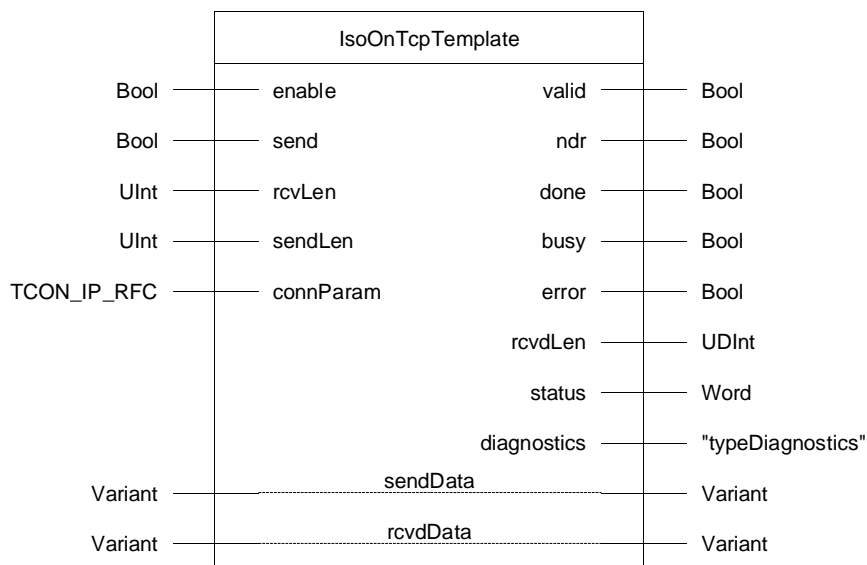 IsoOnTcpTemplate
Bool enable valid Bool
Bool send ndr Bool
UInt rcvLen done Bool
UInt sendLen busy Bool
TCON_IP_RFC connParam error Bool
rcvdLen UDInt
status Word
diagnostics "typeDiagnostics"
Variant sendData Variant
Variant rcvdData Variant